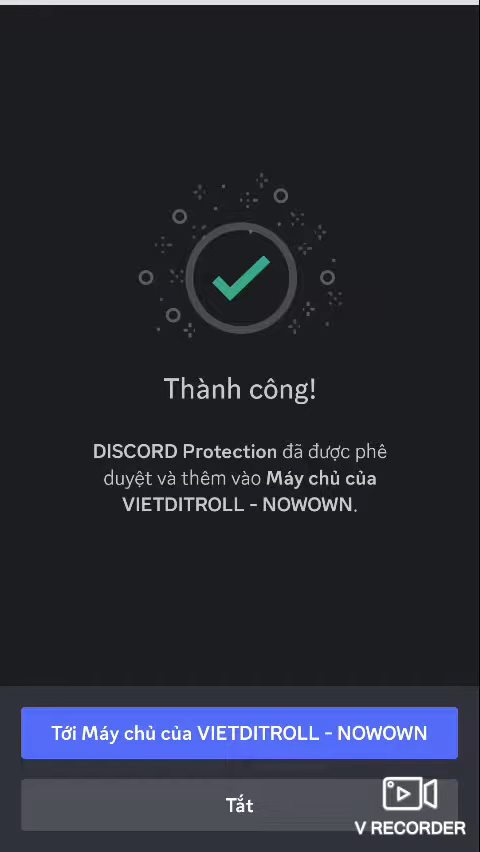 Thành công!
DISCORD Protection đã được phê
duyệt và thêm vào Máy chủ của
VIETDITROLL - NOWOWN.
Tới Máy chủ của VIETDITROLL - NOWOWN
Tắt
V RECORDER